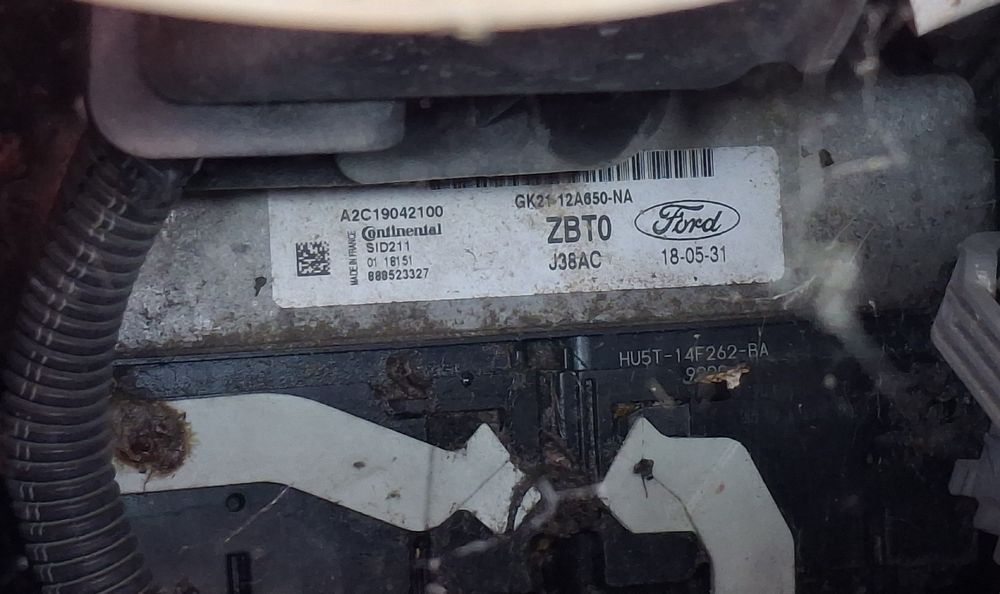 GK21-12A650-NA
A2C19042100
Continental
ZBT0
Ford
SID211
MADE IN FRANCE
01 18151
J38AC
18-05-31
000523327
HU5T-14F262-BA